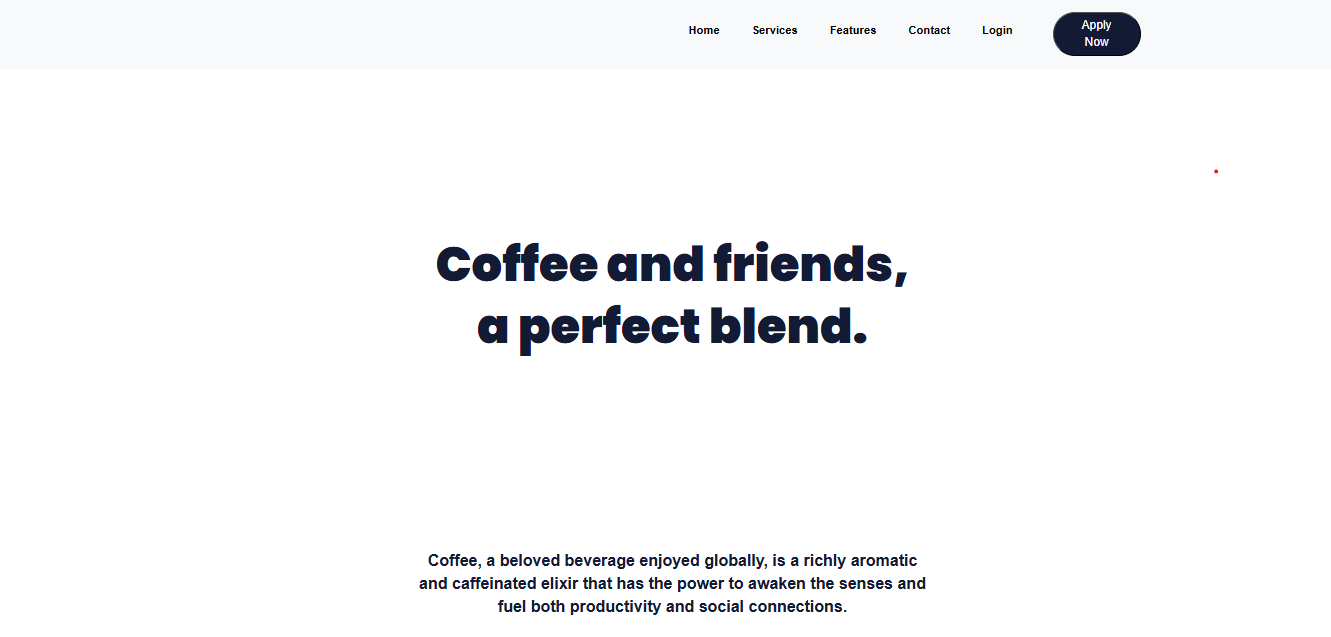 Home Services Features Contact Login Apply
Now
Coffee and friends,
a perfect blend.
Coffee, a beloved beverage enjoyed globally, is a richly aromatic
and caffeinated elixir that has the power to awaken the senses and
fuel both productivity and social connections.